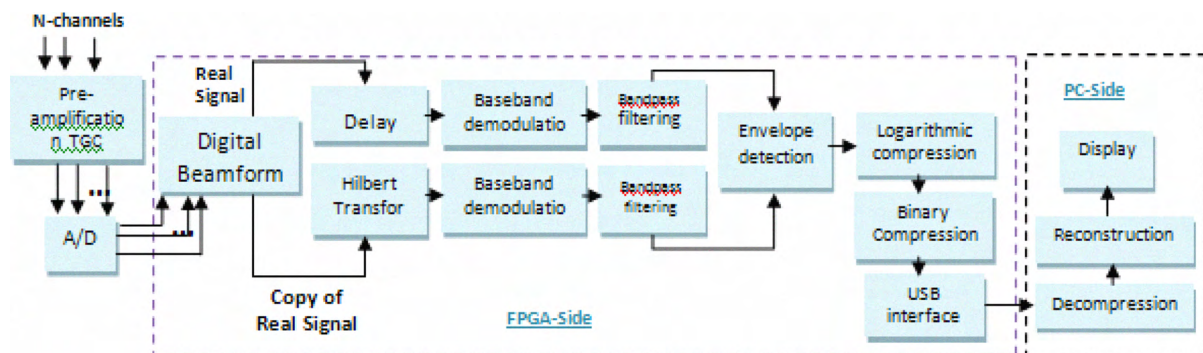 N-channels
Pre-
amplificatio
n TGC
...
A/D
...
Real
Signal
Digital
Beamform
Copy of
Real Signal
Delay
Baseband
demodulatio
Bandpass
filtering
Hilbert
Transfor
Baseband
demodulatio
Bandpass
filtering
Envelope
detection
Logarithmic
compression
Binary
Compression
USB
interface
FPGA-Side
PC-Side
Display
Reconstruction
Decompression